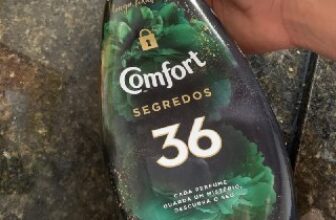 Comfort
SEGREDOS
36
CADA PERFUME
GUARDA UM MISTÉRIO.
DESCUBRA O SEU